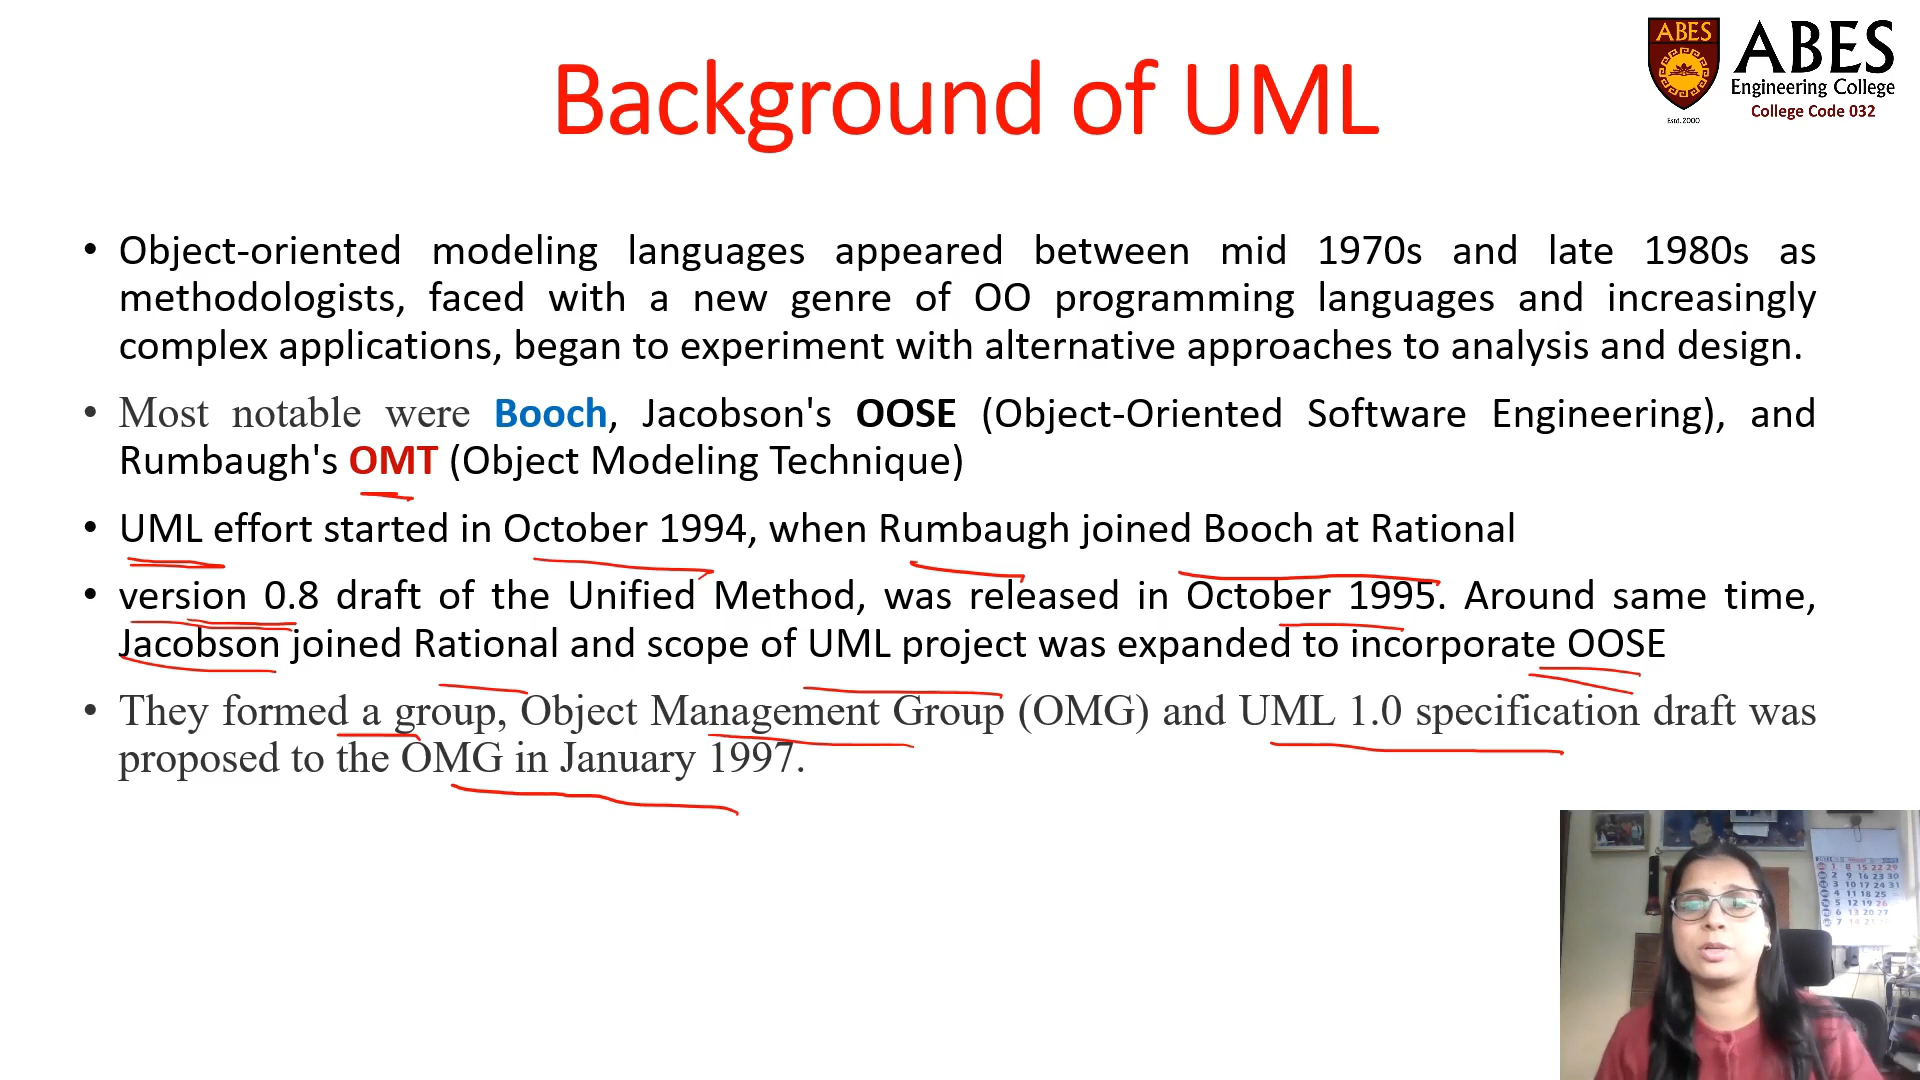 ABES
ABES
Engineering College
College Code 032
Estd. 2000
Background of UML
• Object-oriented modeling languages appeared between mid 1970s and late 1980s as
methodologists, faced with a new genre of OO programming languages and increasingly
complex applications, began to experiment with alternative approaches to analysis and design.
• Most notable were Booch, Jacobson's OOSE (Object-Oriented Software Engineering), and
Rumbaugh's OMT (Object Modeling Technique)
• UML effort started in October 1994, when Rumbaugh joined Booch at Rational
• version 0.8 draft of the Unified Method, was released in October 1995. Around same time,
Jacobson joined Rational and scope of UML project was expanded to incorporate OOSE
• They formed a group, Object Management Group (OMG) and UML 1.0 specification draft was
proposed to the OMG in January 1997.